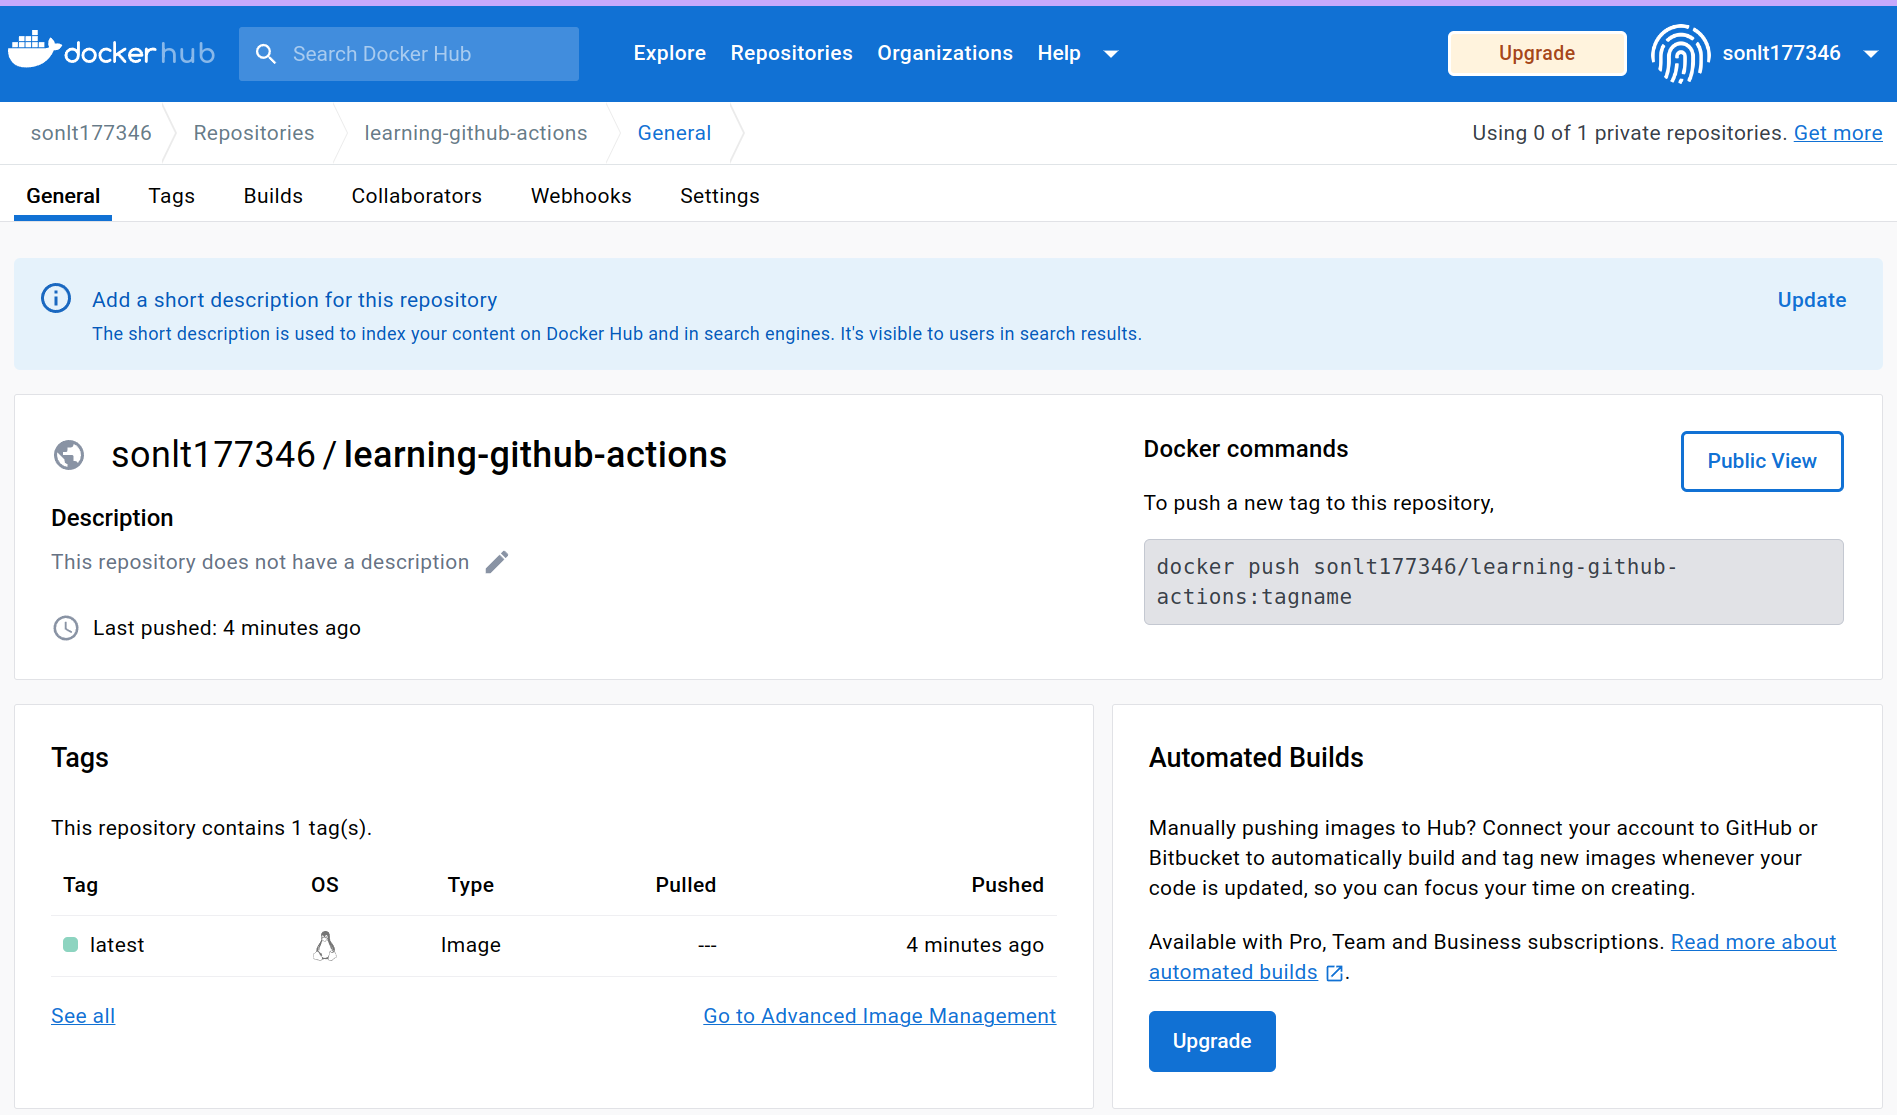 docker hub
Search Docker Hub
Explore Repositories Organizations Help
Upgrade
sonlt177346
sonlt177346 Repositories learning-github-actions General
Using 0 of 1 private repositories. Get more
General Tags Builds Collaborators Webhooks Settings
Add a short description for this repository
Update
The short description is used to index your content on Docker Hub and in search engines. It's visible to users in search results.
sonlt177346 / learning-github-actions
Description
This repository does not have a description
Last pushed: 4 minutes ago
Docker commands
Public View
To push a new tag to this repository,
docker push sonlt177346/learning-github-
actions:tagname
Tags
This repository contains 1 tag(s).
Tag OS Type Pulled Pushed
latest Image --- 4 minutes ago
See all
Go to Advanced Image Management
Automated Builds
Manually pushing images to Hub? Connect your account to GitHub or
Bitbucket to automatically build and tag new images whenever your
code is updated, so you can focus your time on creating.
Available with Pro, Team and Business subscriptions. Read more about
automated builds .
Upgrade